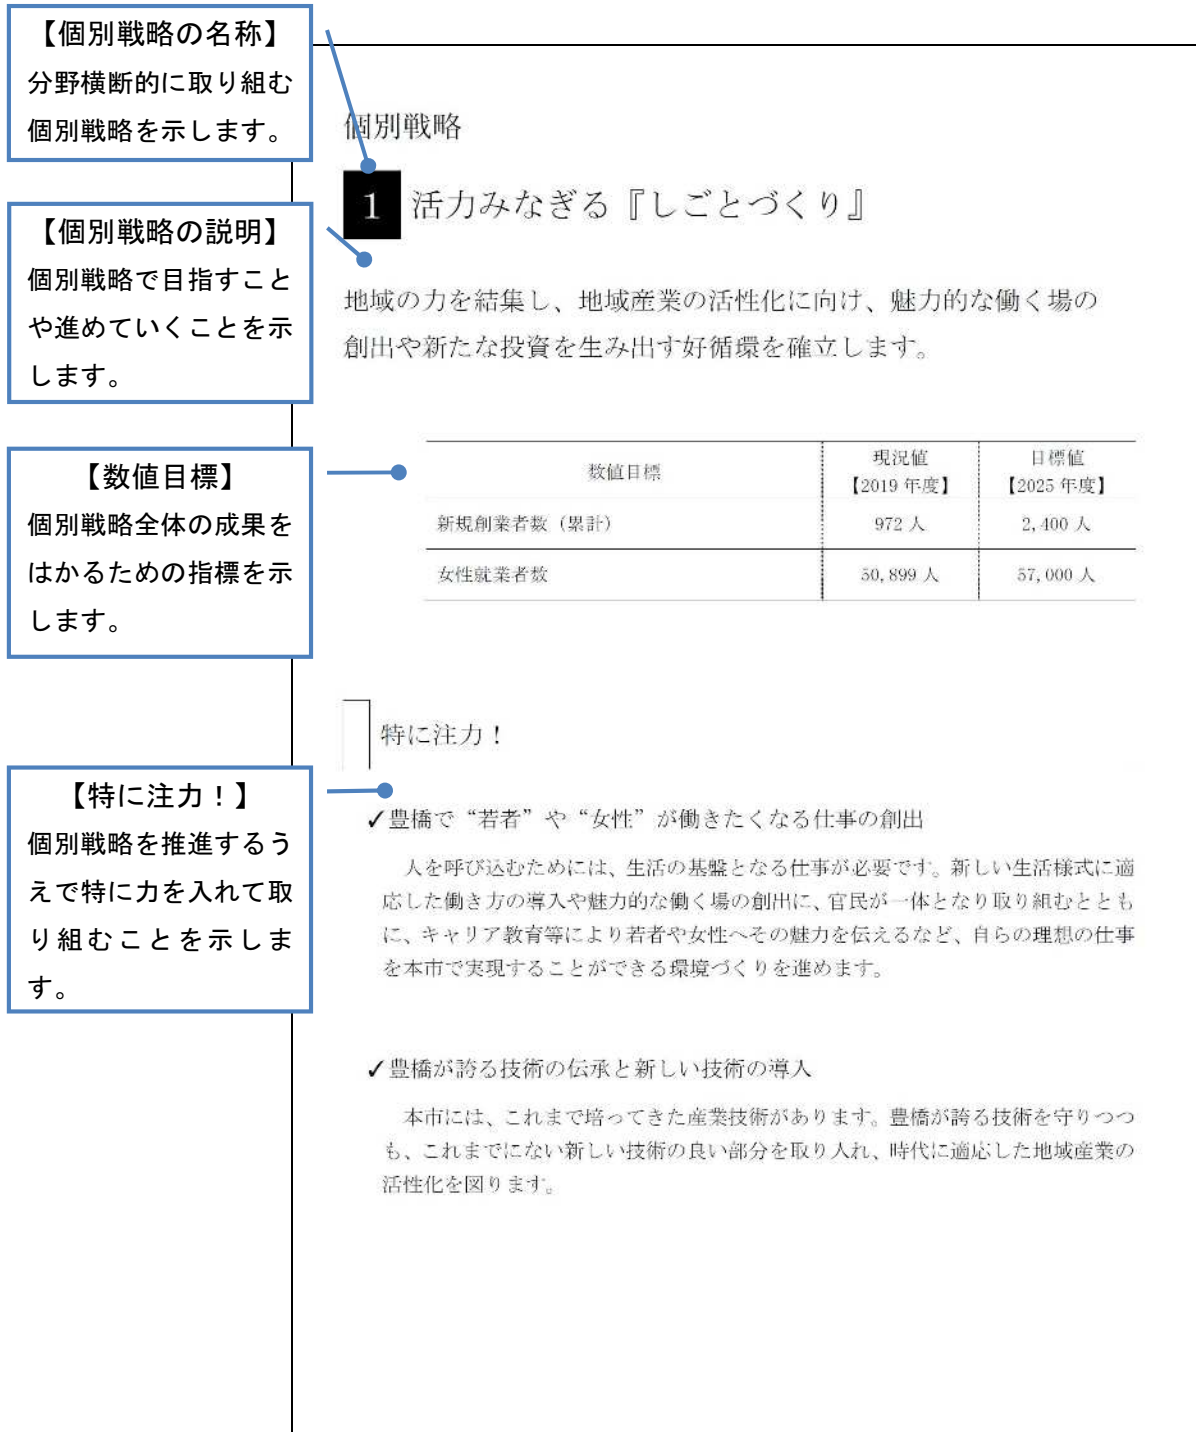 【個別戦略の名称】
分野横断的に取り組む
個別戦略を示します。
【個別戦略の説明】
個別戦略で目指すこと
や進めていくことを示
します。
【数値目標】
個別戦略全体の成果を
はかるための指標を示
します。
【特に注力！】
個別戦略を推進するう
えで特に力を入れて取
り組むことを示しま
す。
個別戦略
1 活力みなぎる『しごとづくり』
地域の力を結集し、地域産業の活性化に向け、魅力的な働く場の
創出や新たな投資を生み出す好循環を確立します。
数値目標 現況値【2019 年度】 目標値【2025 年度】
新規創業者数（累計） 972 人 2,400 人
女性就業者数 50,899 人 57,000 人
特に注力！
✓豊橋で“若者”や“女性”が働きたくなる仕事の創出
人を呼び込むためには、生活の基盤となる仕事が必要です。新しい生活様式に適
応した働き方の導入や魅力的な働く場の創出に、官民が一体となり取り組むととも
に、キャリア教育等により若者や女性へその魅力を伝えるなど、自らの理想の仕事
を本市で実現することができる環境づくりを進めます。
✓豊橋が誇る技術の伝承と新しい技術の導入
本市には、これまで培ってきた産業技術があります。豊橋が誇る技術を守りつつ
も、これまでにない新しい技術の良い部分を取り入れ、時代に適応した地域産業の
活性化を図ります。